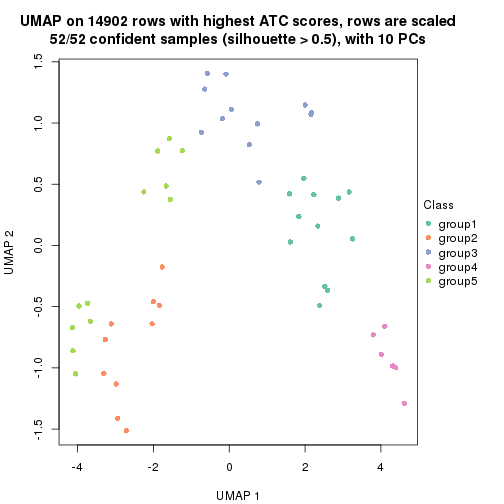 UMAP on 14902 rows with highest ATC scores, rows are scaled
52/52 confident samples (silhouette > 0.5), with 10 PCs
1.5
1.0
0.5
0.0
-0.5
-1.0
-1.5
UMAP 2
-4
-2
0
2
4
UMAP 1
Class
group1
group2
group3
group4
group5